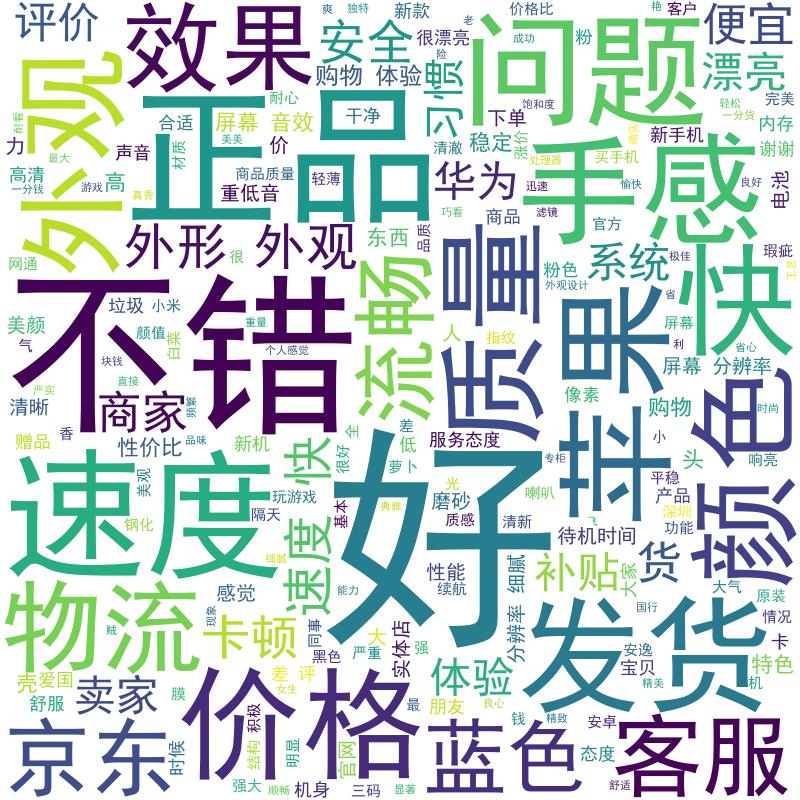 评价
效果
爽
独特
新款
价格比
艳
客户
便宜
老
成功
粉
安全
很漂亮
险
问题
漂亮
外观
购物
体验
习惯
耐心
正品
干净
饱和度
轻松
完美
一分货
耐看
合适
屏幕
音效
下单
涨价
内存
谢谢
美美
力
声音
材质
价
清澈
稳定
处理器
新手机
买手机
手感
最大
高清
一分钱
游戏
高
真香
商品质量
重低音
轻薄
华为
迅速
愉快
良好
电池
巧看
滤镜
官方
外形
外观
很
东西
品质
商品
质量
网通
系统
粉色
外观设计
极佳
快
瑕疵
工艺
不错
流畅
苹果
省
垃圾
小米
重量
美颜
颜值
白菜
气
人
指纹
屏幕
利
省心
块钱
个人感觉
屏幕
分辨率
严实
直接
清晰
商家
频繁
像素
购物
颜色
时尚
赠品
香
性价比
品味
新机
全
差
低
服务态度
小
头
响亮
速度
美观
快
很好
萝卜
好
专柜
平稳
产品
玩游戏
光
喇叭
钢化
隔天
基本
典雅
磨砂
质感
清新
飞
深圳
功能
待机时间
细腻
速度
性能
续航
细腻
分辨率
补贴
大家
货
大气
原装
物流
感觉
能力
现象
贼
卡顿
同事
大
严重
黑色
实体店
强
发货
国行
安逸
宝贝
情况
卡
特色
机
精美
壳
爱国
舒服
卖家
膜
差
评
女生
体验
朋友
良心
最
积极
价格
钱
精致
安卓
态度
舒适
京东
时候
结构
明显
强大
顺畅
机身
官网
三码
显著
蓝色
客服